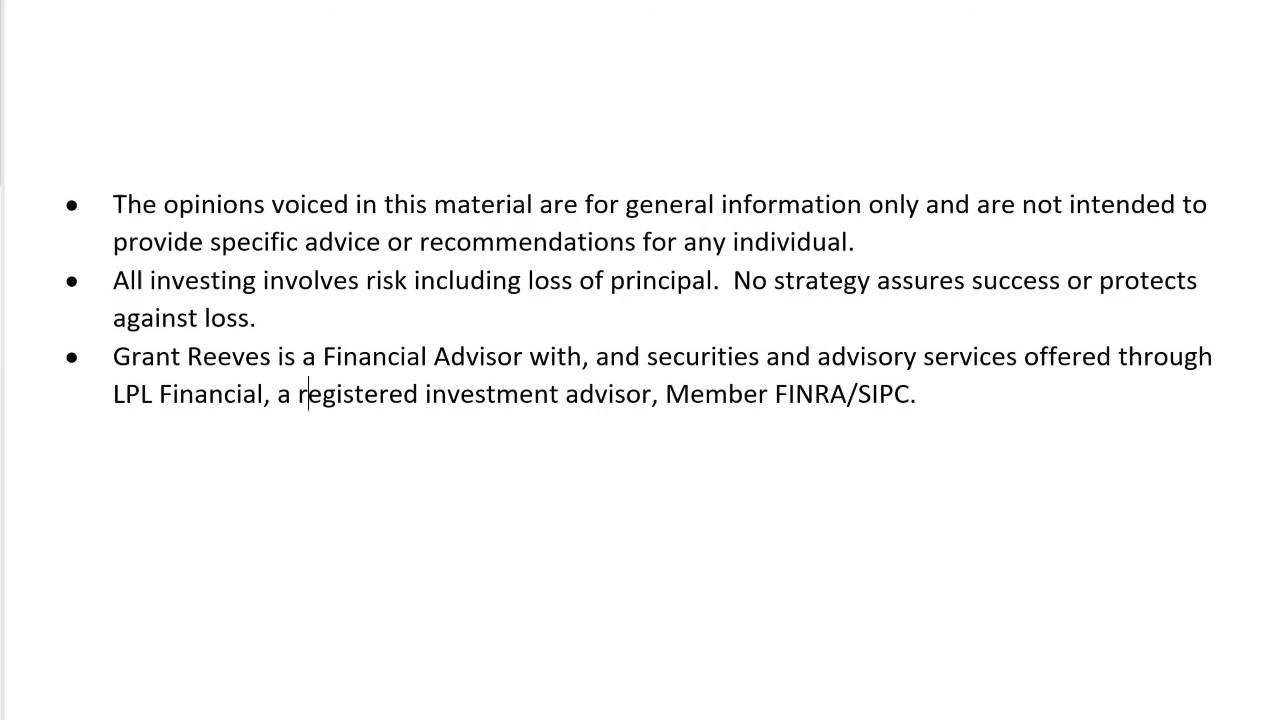 • The opinions voiced in this material are for general information only and are not intended to
provide specific advice or recommendations for any individual.
• All investing involves risk including loss of principal.  No strategy assures success or protects
against loss.
• Grant Reeves is a Financial Advisor with, and securities and advisory services offered through
LPL Financial, a registered investment advisor, Member FINRA/SIPC.